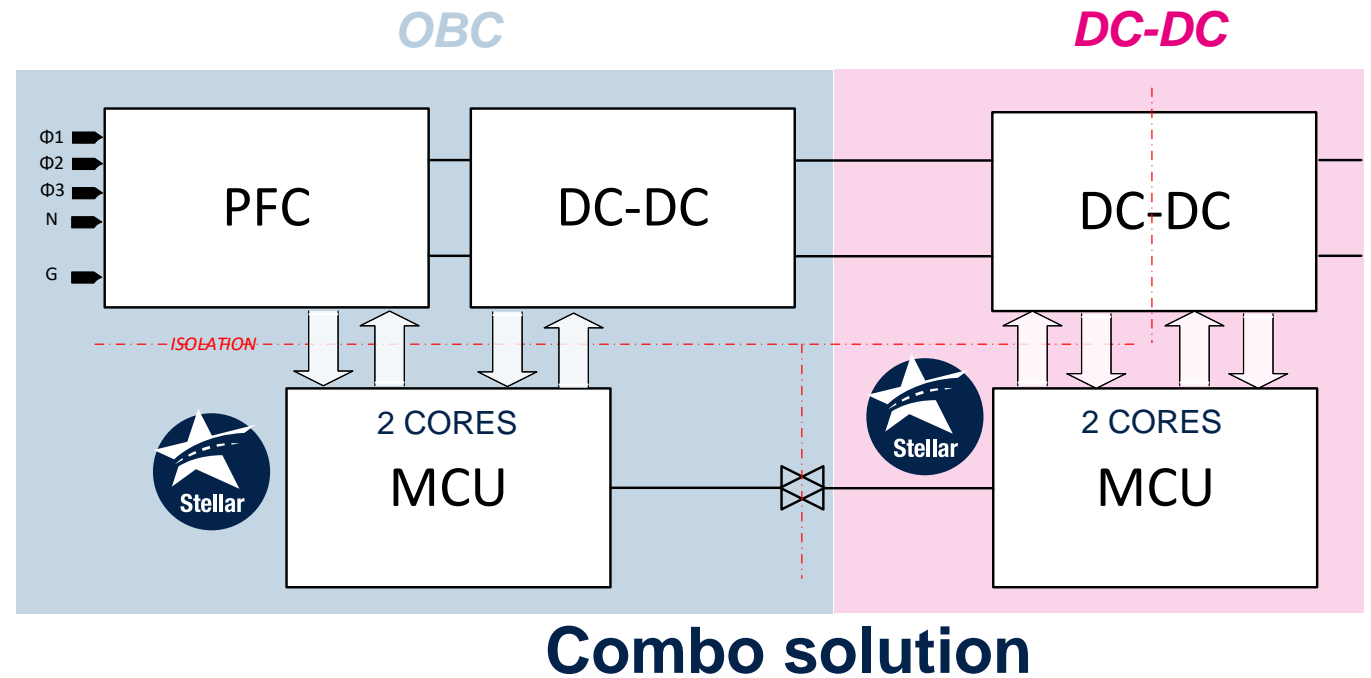 OBC
DC-DC
Φ1
Φ2
Φ3
N
G
PFC
DC-DC
DC-DC
ISOLATION
2 CORES
MCU
Stellar
Stellar
2 CORES
MCU
Combo solution